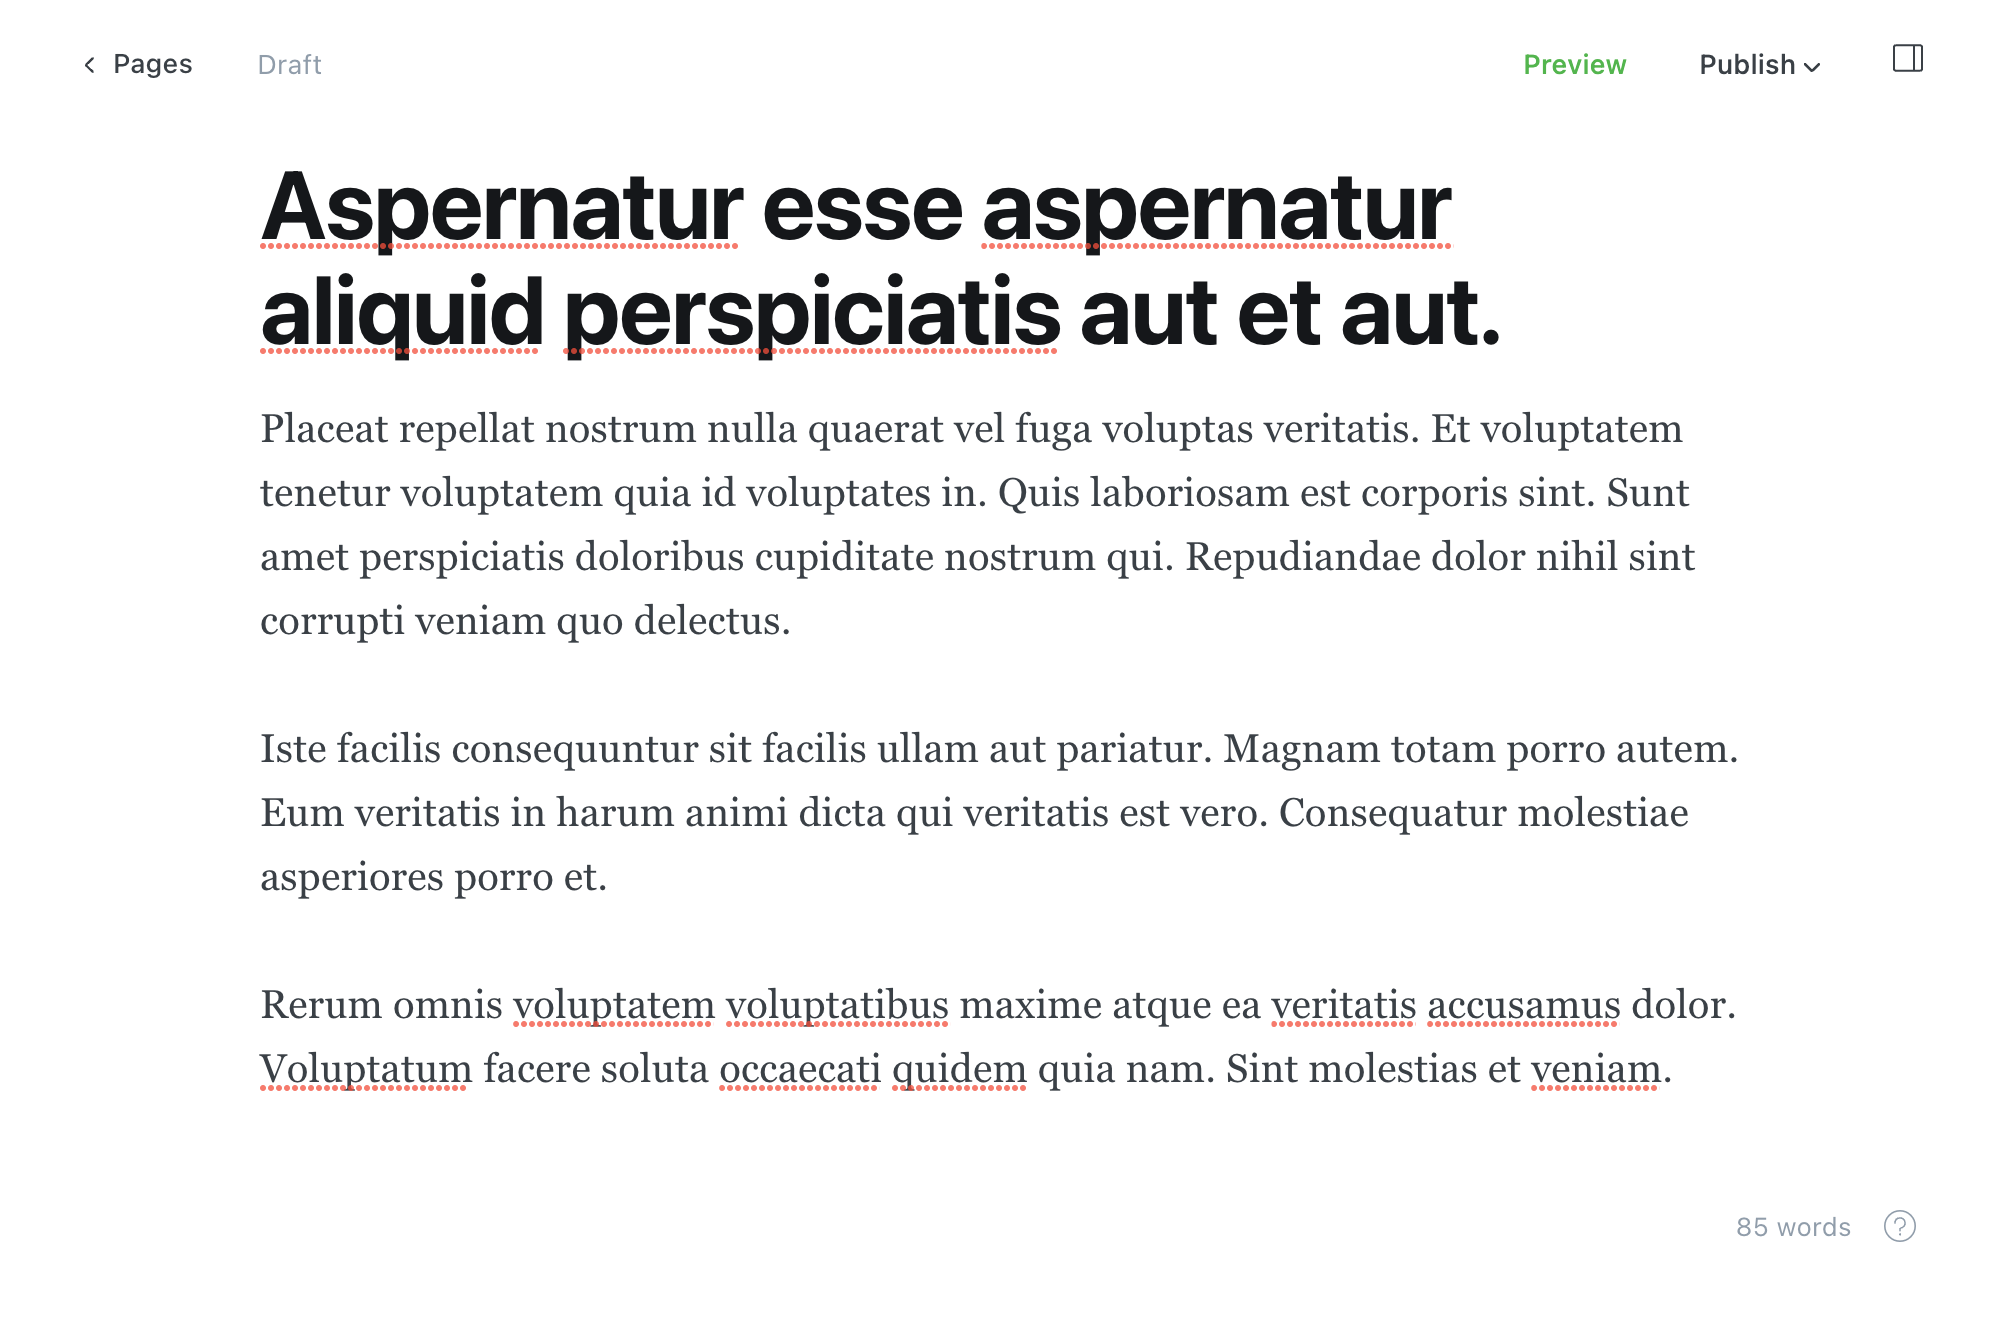 Pages Draft Preview Publish
Aspernatur esse aspernatur
aliquid perspiciatis aut et aut.
Placeat repellat nostrum nulla quaerat vel fuga voluptas veritatis. Et voluptatem
tenetur voluptatem quia id voluptates in. Quis laboriosam est corporis sint. Sunt
amet perspiciatis doloribus cupiditate nostrum qui. Repudiandae dolor nihil sint
corrupti veniam quo delectus.
Iste facilis consequuntur sit facilis ullam aut pariatur. Magnam totam porro autem.
Eum veritatis in harum animi dicta qui veritatis est vero. Consequatur molestiae
asperiores porro et.
Rerum omnis voluptatem voluptatibus maxime atque ea veritatis accusamus dolor.
Voluptatum facere soluta occaecati quidem quia nam. Sint molestias et veniam.
85 words ?